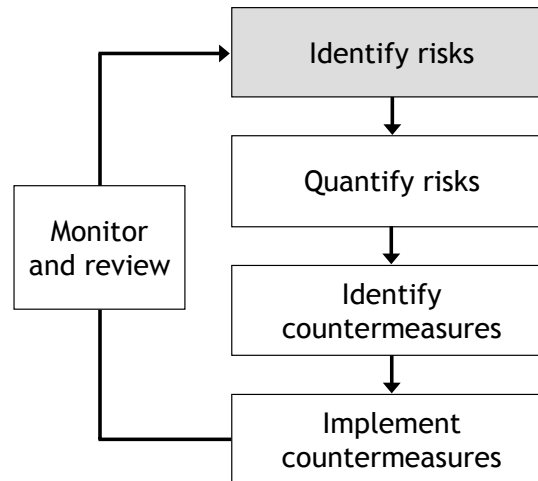 Identify risks
Quantify risks
Monitor
and review
Identify
countermeasures
Implement
countermeasures